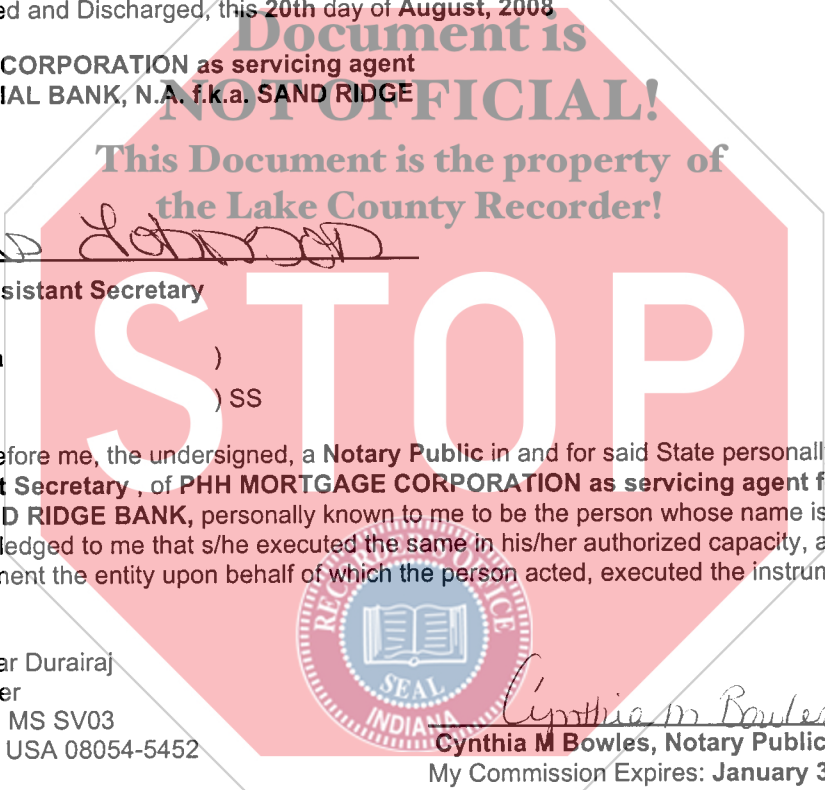 ed and Discharged, this 20th day of August, 2008
Document is
CORPORATION as servicing agent
IAL BANK, N.A. f.k.a. SAND RIDGE
NOT OFFICIAL!
This Document is the property of
the Lake County Recorder!
sistant Secretary
STOP
)
) SS
efore me, the undersigned, a Notary Public in and for said State personall
t Secretary , of PHH MORTGAGE CORPORATION as servicing agent f
D RIDGE BANK, personally known to me to be the person whose name is
ledged to me that s/he executed the same in his/her authorized capacity, a
ment the entity upon behalf of which the person acted, executed the instrum
RECORDER'S OFFICE
SEAL
INDIANA
ar Durairaj
er
MS SV03
USA 08054-5452
Cynthia M Bowles
Cynthia M Bowles, Notary Public
My Commission Expires: January 3